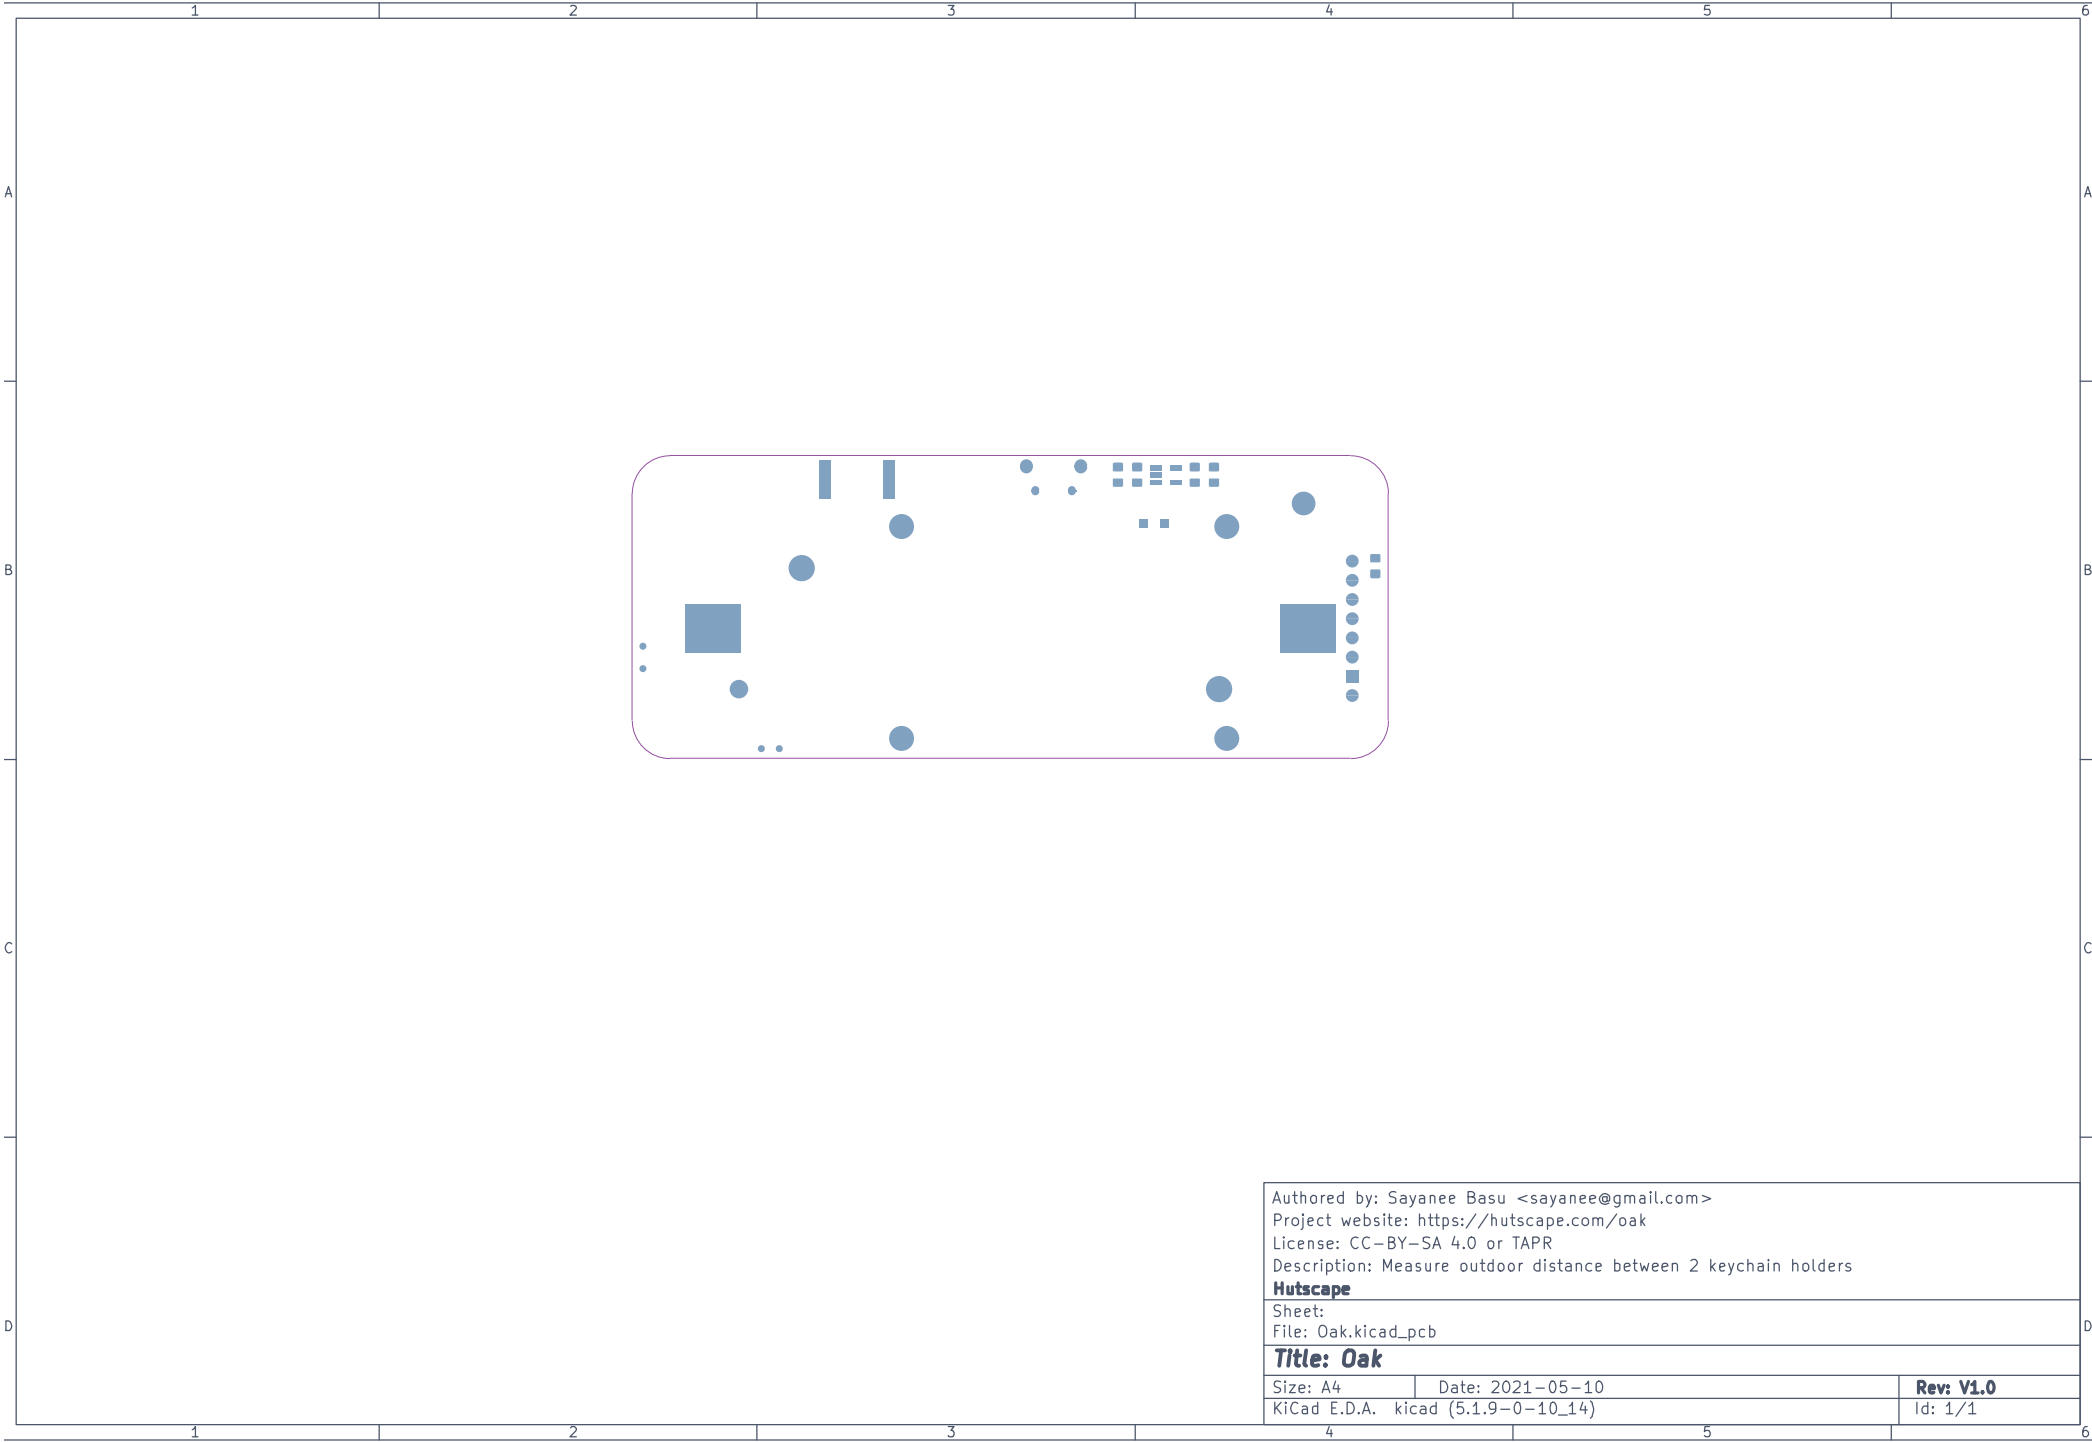 1 2 3 4 5 6
A A
B B
C C
D D
Authored by: Sayanee Basu <sayanee@gmail.com>
Project website: https://hutscape.com/oak
License: CC-BY-SA 4.0 or TAPR
Description: Measure outdoor distance between 2 keychain holders
Hutscape
Sheet:
File: Oak.kicad_pcb
Title: Oak
Size: A4 Date: 2021-05-10 Rev: V1.0
KiCad E.D.A. kicad (5.1.9-0-10_14) Id: 1/1
1 2 3 4 5 6